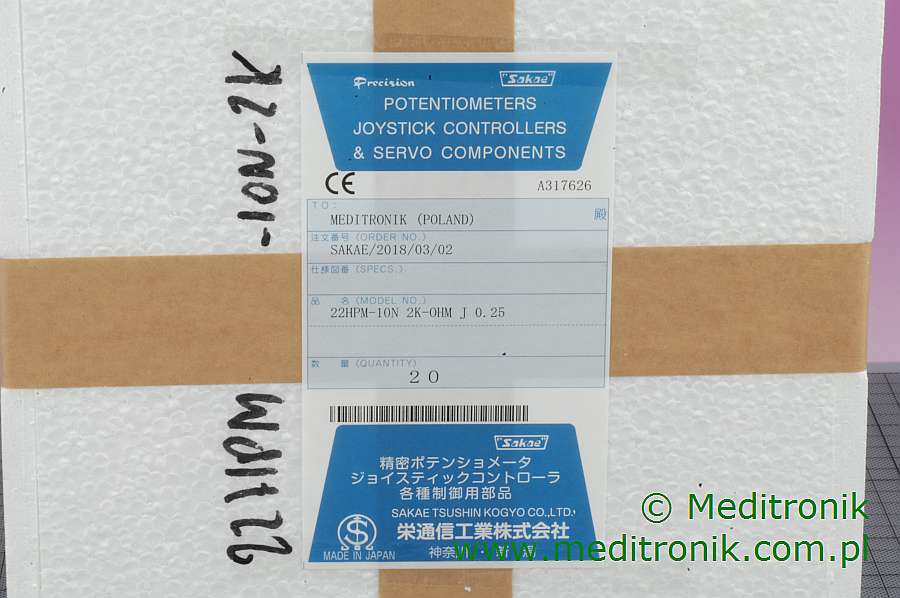 22HPM -10N-2K
Precision "Sakae"
POTENTIOMETERS
JOYSTICK CONTROLLERS
& SERVO COMPONENTS
CE A317626
TO:
MEDITRONIK (POLAND) 殿
注文番号 (ORDER NO.)
SAKAE/2018/03/02
仕様図番 (SPECS.)
品 名 (MODEL NO.)
22HPM-10N 2K-OHM J 0.25
数 量 (QUANTITY)
20
"Sakae"
精密ポテンショメータ
ジョイスティックコントローラ
各種制御用部品
SAKAE TSUSHIN KOGYO CO.,LTD.
栄通信工業株式会社
MADE IN JAPAN 神奈川
© Meditronik
www.meditronik.com.pl